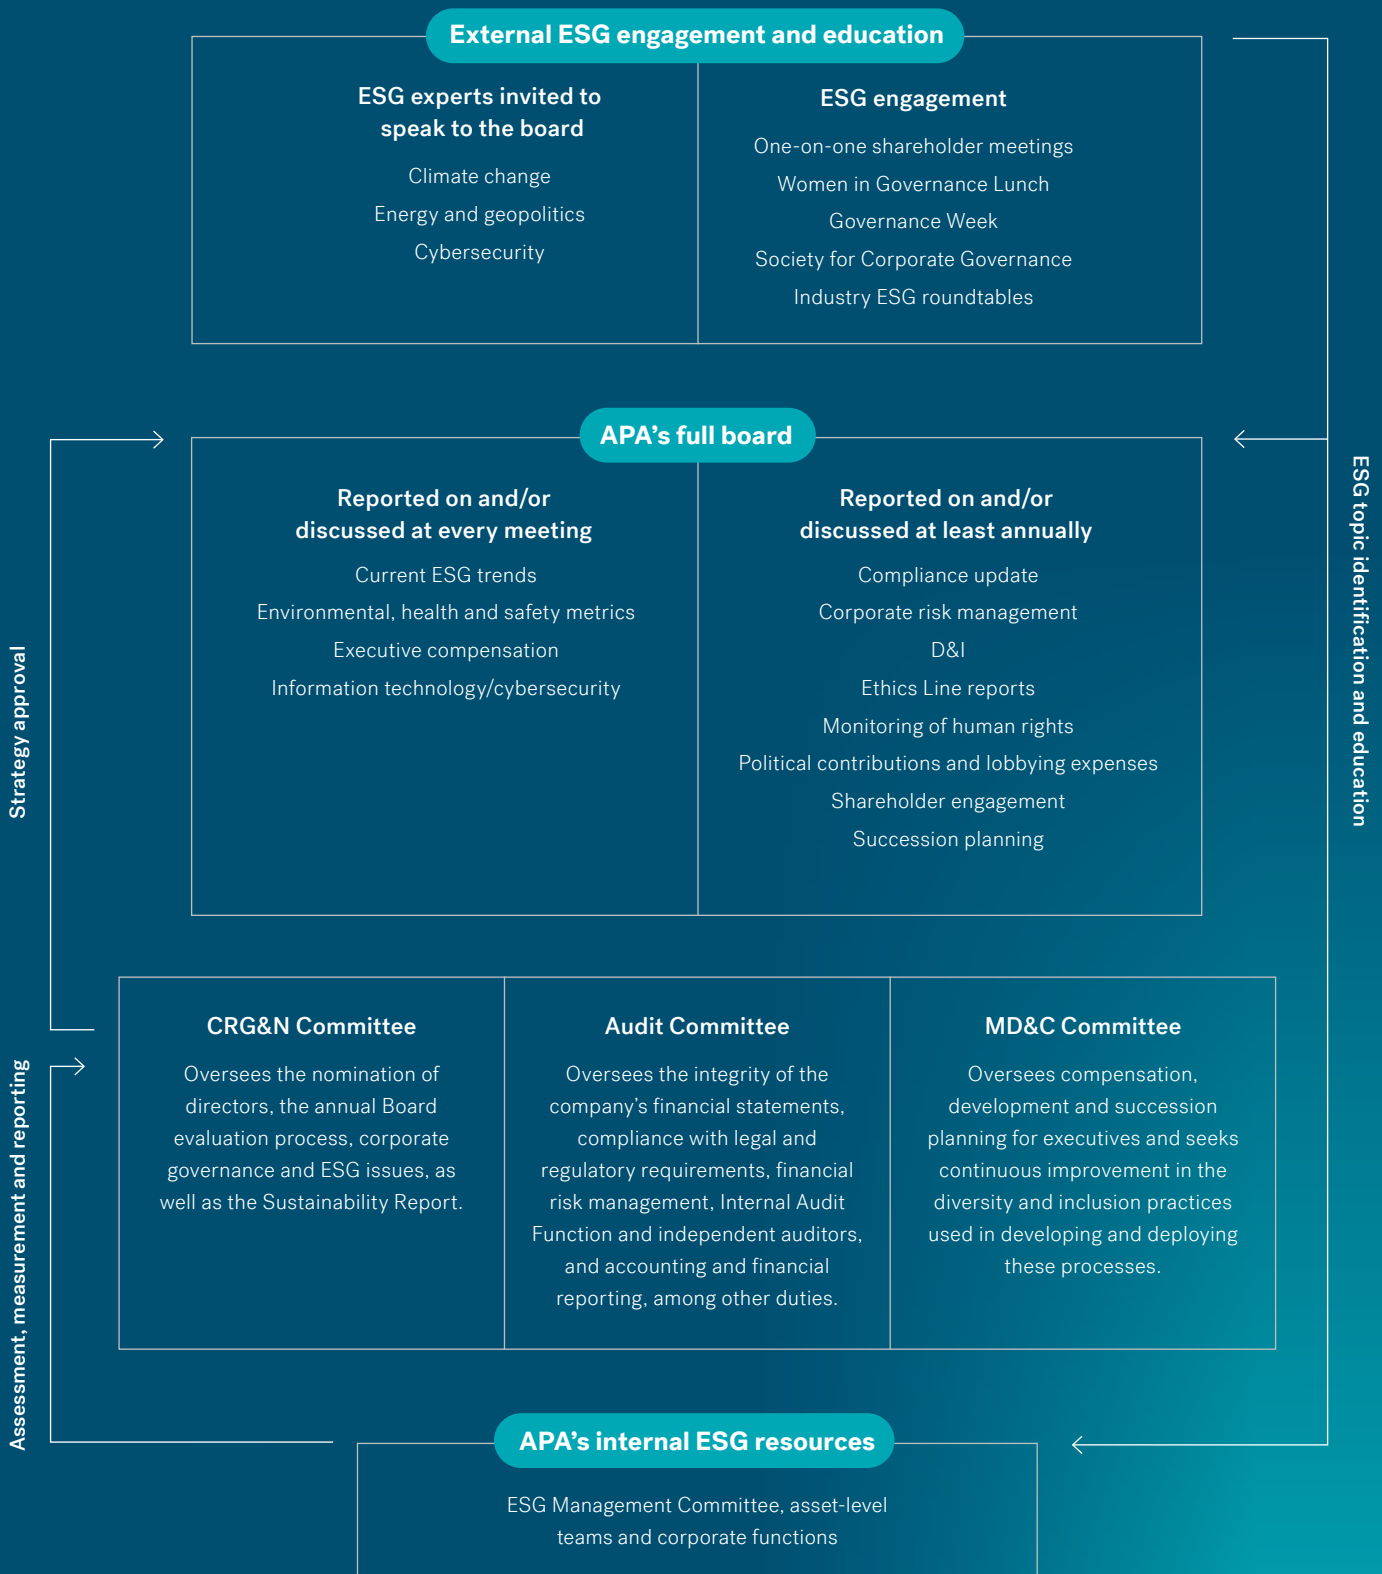 External ESG engagement and education
ESG experts invited to
speak to the board
Climate change
Energy and geopolitics
Cybersecurity
ESG engagement
One-on-one shareholder meetings
Women in Governance Lunch
Governance Week
Society for Corporate Governance
Industry ESG roundtables
APA’s full board
Reported on and/or
discussed at every meeting
Current ESG trends
Environmental, health and safety metrics
Executive compensation
Information technology/cybersecurity
Reported on and/or
discussed at least annually
Compliance update
Corporate risk management
D&I
Ethics Line reports
Monitoring of human rights
Political contributions and lobbying expenses
Shareholder engagement
Succession planning
Strategy approval
ESG topic identification and education
CRG&N Committee
Oversees the nomination of
directors, the annual Board
evaluation process, corporate
governance and ESG issues, as
well as the Sustainability Report.
Audit Committee
Oversees the integrity of the
company’s financial statements,
compliance with legal and
regulatory requirements, financial
risk management, Internal Audit
Function and independent auditors,
and accounting and financial
reporting, among other duties.
MD&C Committee
Oversees compensation,
development and succession
planning for executives and seeks
continuous improvement in the
diversity and inclusion practices
used in developing and deploying
these processes.
Assessment, measurement and reporting
APA’s internal ESG resources
ESG Management Committee, asset-level
teams and corporate functions